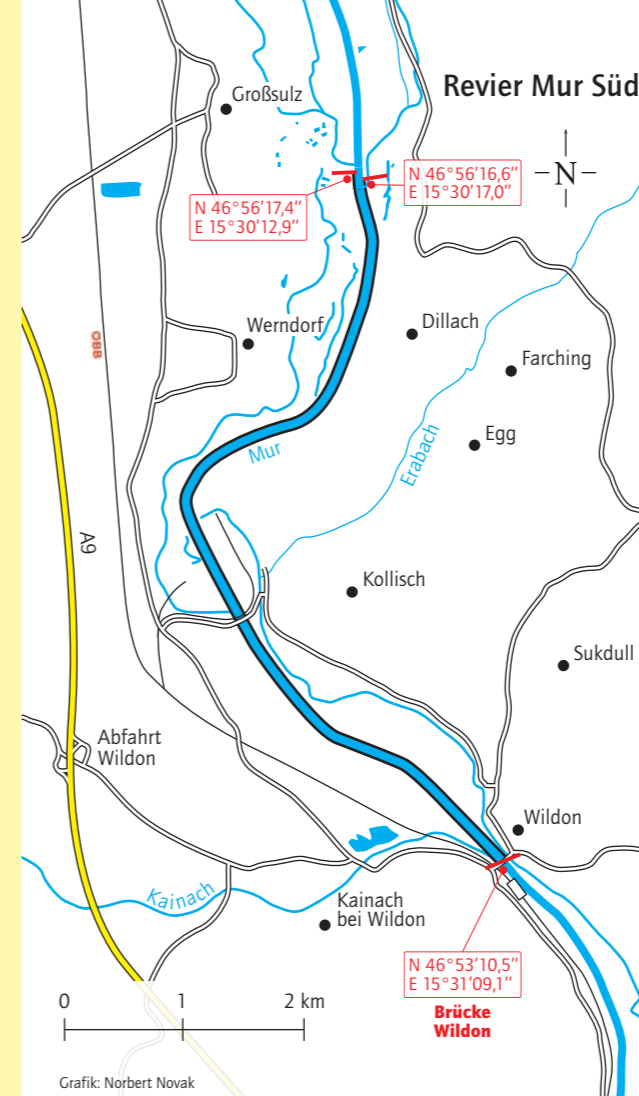 Revier Mur Süd
Großsulz
N
N 46°56'16,6"
E 15°30'17,0"
N 46°56'17,4"
E 15°30'12,9"
Werndorf
Dillach
ÖBB
Farching
Egg
Mur
Erabach
A9
Kollisch
Sukdull
Abfahrt
Wildon
Wildon
Kainach
Kainach
bei Wildon
N 46°53'10,5"
E 15°31'09,1"
Brücke
Wildon
0 1 2 km
Grafik: Norbert Novak